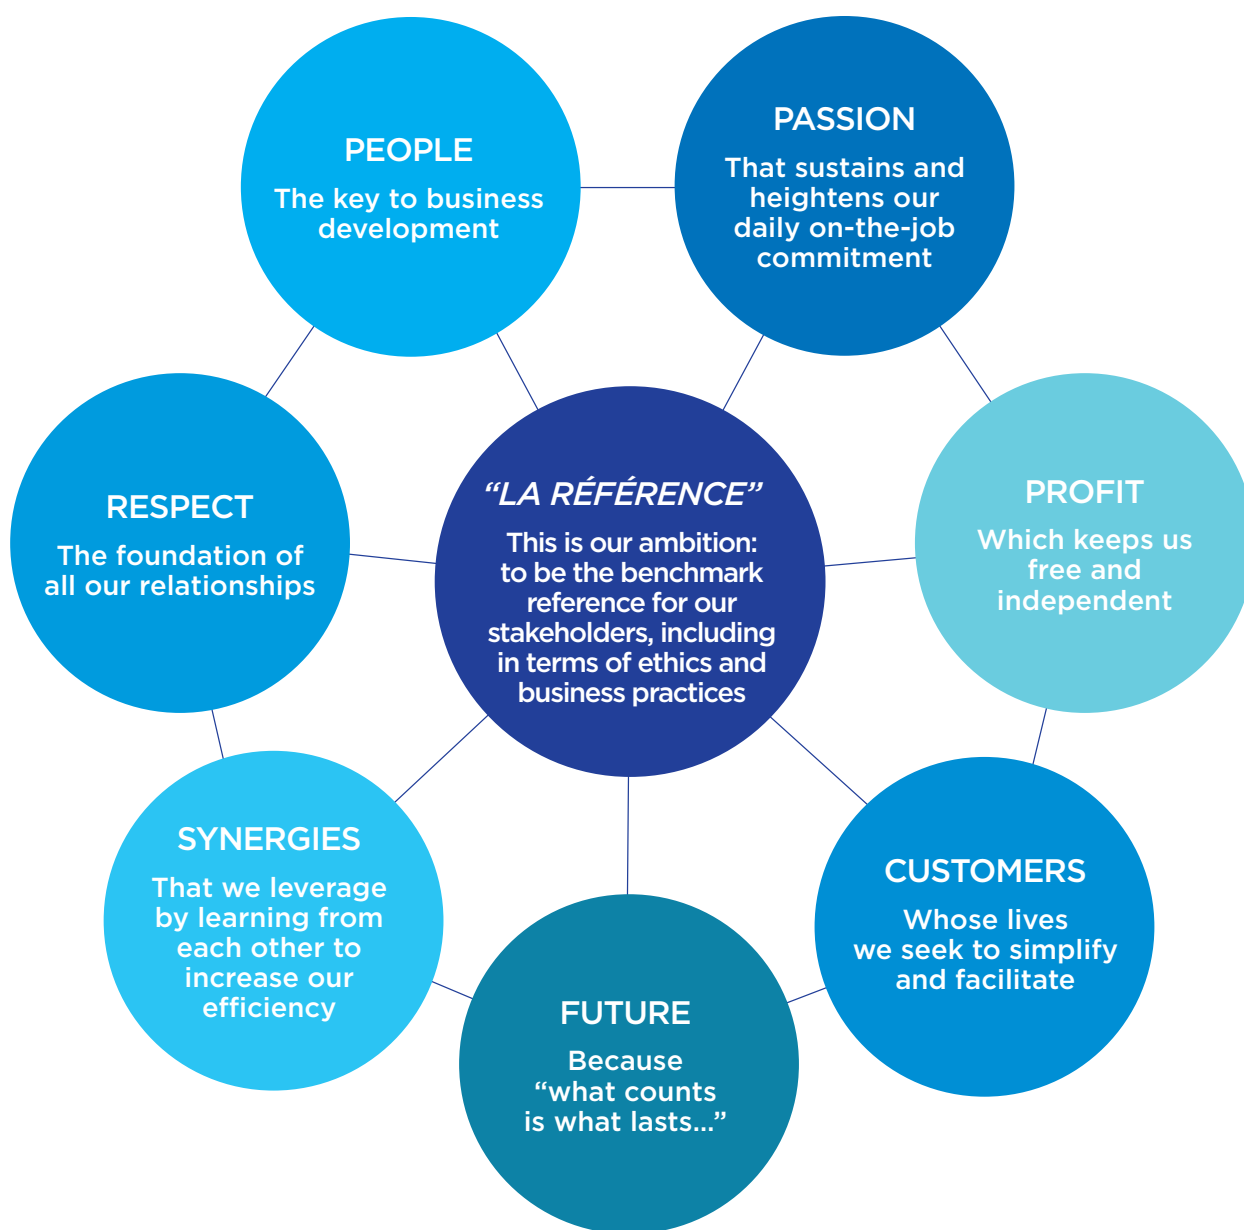 PEOPLE
The key to business
development
PASSION
That sustains and
heightens our
daily on-the-job
commitment
RESPECT
The foundation of
all our relationships
“LA RÉFÉRENCE”
This is our ambition:
to be the benchmark
reference for our
stakeholders, including
in terms of ethics and
business practices
PROFIT
Which keeps us
free and
independent
SYNERGIES
That we leverage
by learning from
each other to
increase our
efficiency
FUTURE
Because
“what counts
is what lasts...”
CUSTOMERS
Whose lives
we seek to simplify
and facilitate